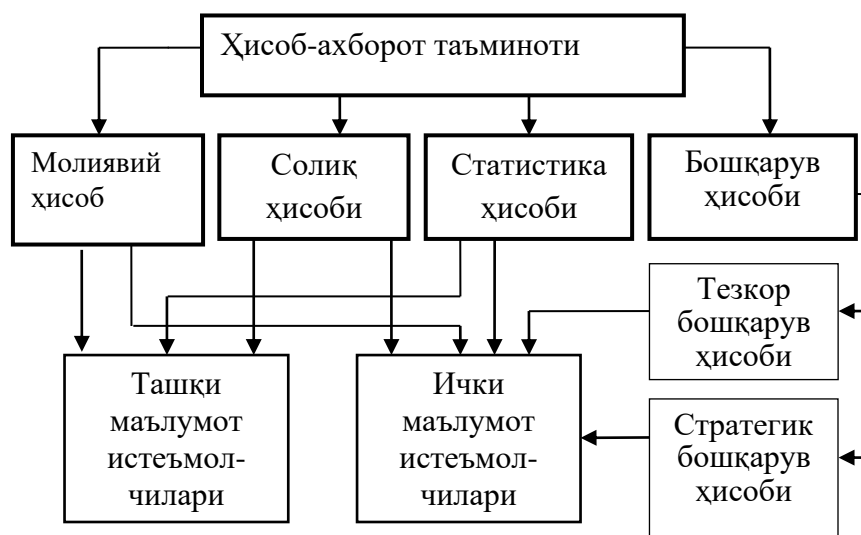 Ҳисоб-ахборот таъминоти
Молиявий
ҳисоб
Солиқ
ҳисоби
Статистика
ҳисоби
Бошқарув
ҳисоби
Тезкор
бошқарув
ҳисоби
Ташқи
маълумот
истеъмол-
чилари
Ички
маълумот
истеъмол-
чилари
Стратегик
бошқарув
ҳисоби